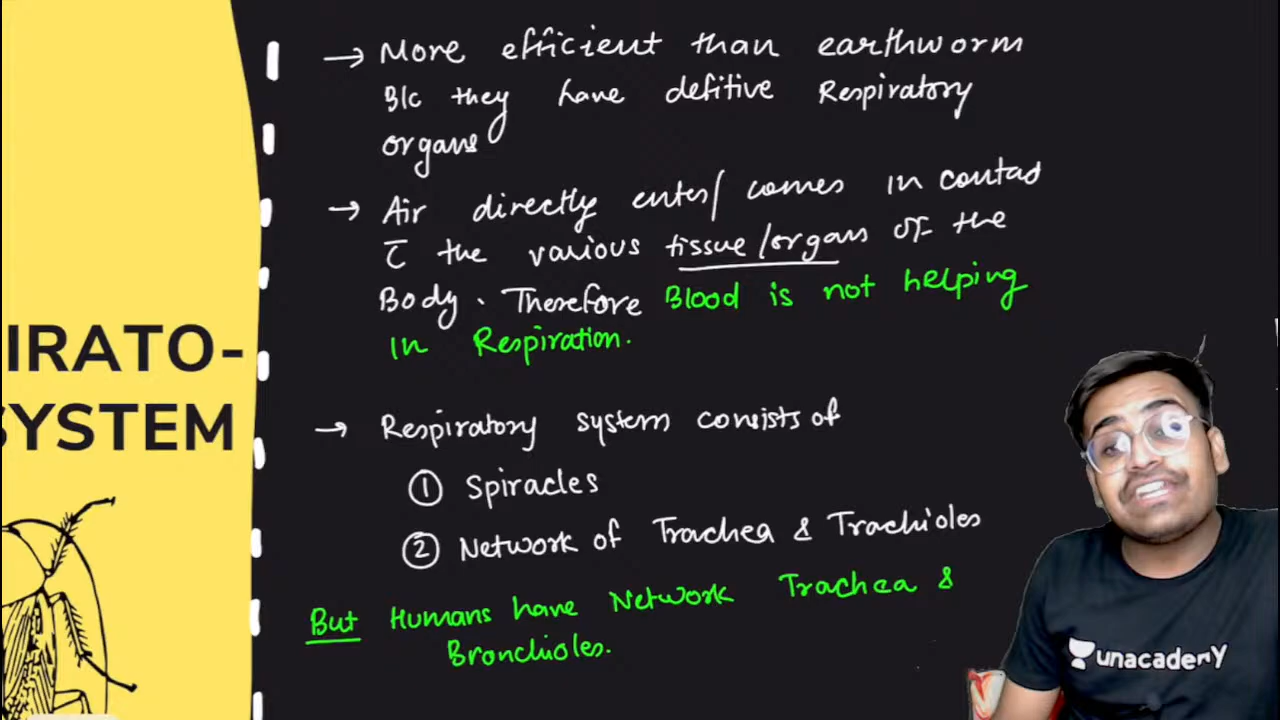 → More efficient than earthworm
B/c they have defitive Respiratory
organs
→ Air directly enter/ comes in contact
c̄ the various tissue/organs of the
Body. Therefore Blood is not helping
in Respiration.
IRATO-
SYSTEM
→ Respiratory system consists of
① Spiracles
② Network of Trachea & Trachioles
But Humans have Network Trachea &
Bronchioles.
unacademy